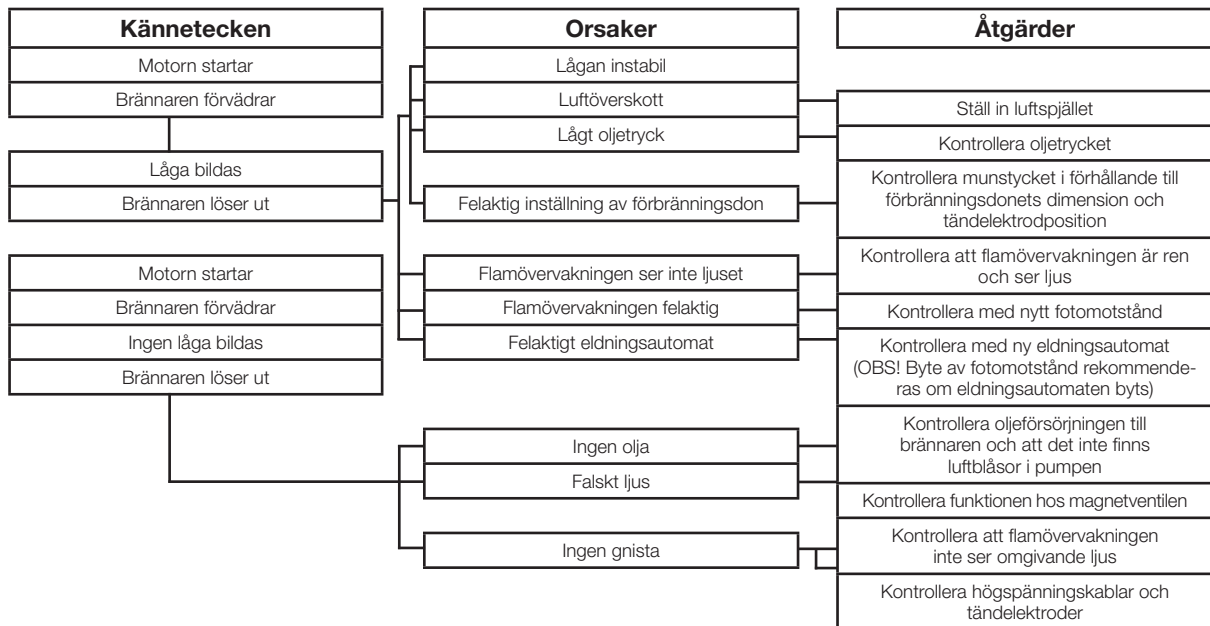 Kännetecken
Motorn startar
Brännaren förvädrar
Låga bildas
Brännaren löser ut
Motorn startar
Brännaren förvädrar
Ingen låga bildas
Brännaren löser ut
Orsaker
Lågan instabil
Luftöverskott
Lågt oljetryck
Felaktig inställning av förbränningsdon
Flamövervakningen ser inte ljuset
Flamövervakningen felaktig
Felaktigt eldningsautomat
Ingen olja
Falskt ljus
Ingen gnista
Åtgärder
Ställ in luftspjället
Kontrollera oljetrycket
Kontrollera munstycket i förhållande till
förbränningsdonets dimension och
tändelektrodposition
Kontrollera att flamövervakningen är ren
och ser ljus
Kontrollera med nytt fotomotstånd
Kontrollera med ny eldningsautomat
(OBS! Byte av fotomotstånd rekommende-
ras om eldningsautomaten byts)
Kontrollera oljeförsörjningen till
brännaren och att det inte finns
luftblåsor i pumpen
Kontrollera funktionen hos magnetventilen
Kontrollera att flamövervakningen
inte ser omgivande ljus
Kontrollera högspänningskablar och
tändelektroder